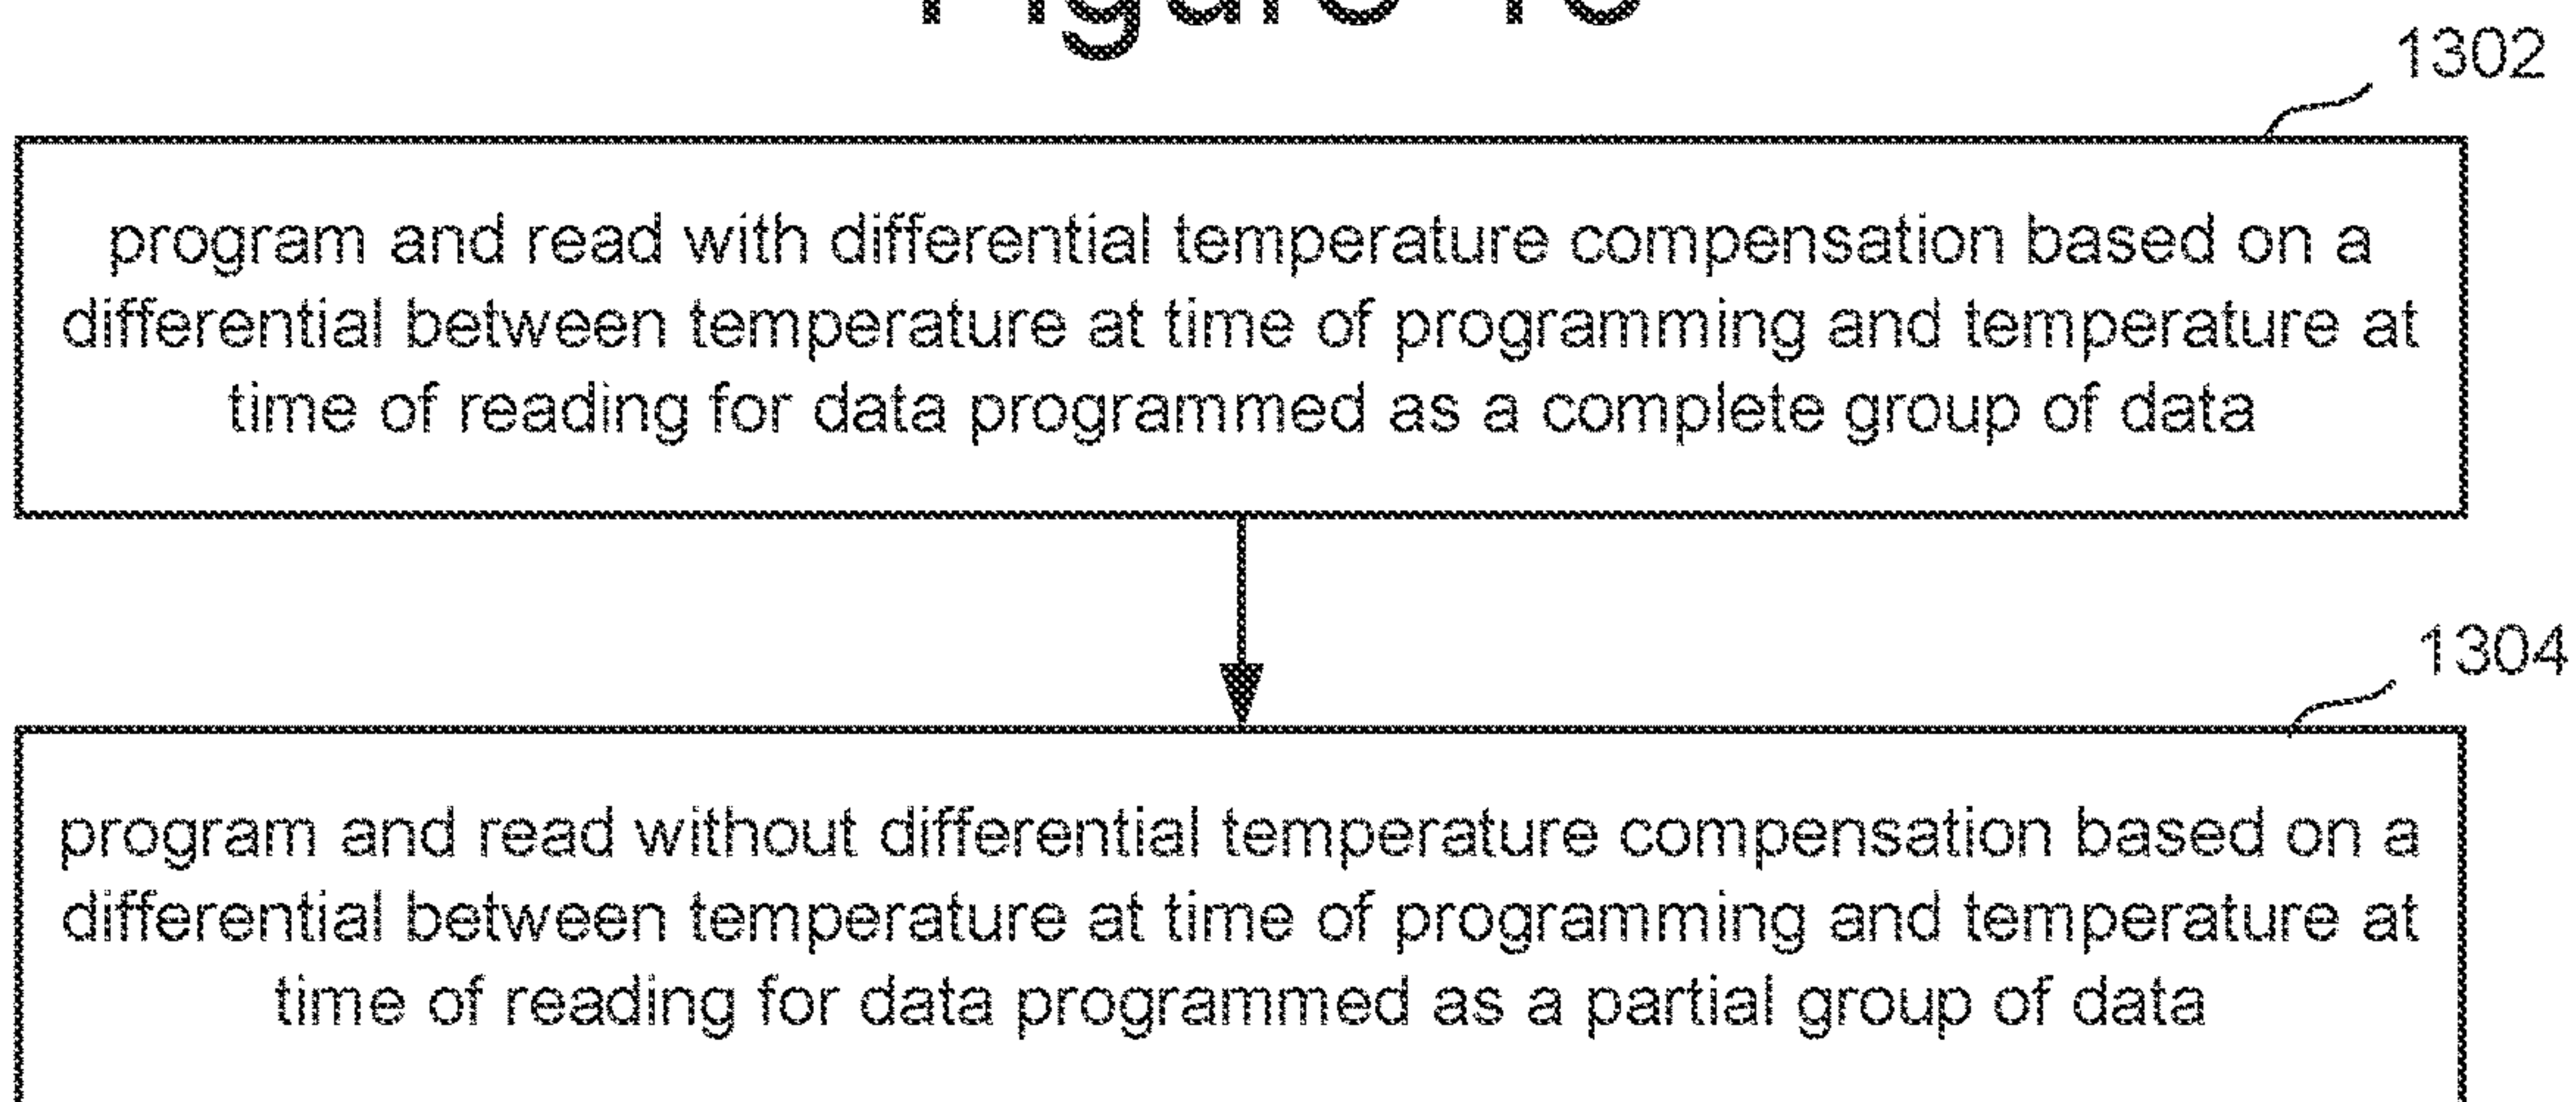 1302
program and read with differential temperature compensation based on a
differential between temperature at time of programming and temperature at
time of reading for data programmed as a complete group of data
1304
program and read without differential temperature compensation based on a
differential between temperature at time of programming and temperature at
time of reading for data programmed as a partial group of data